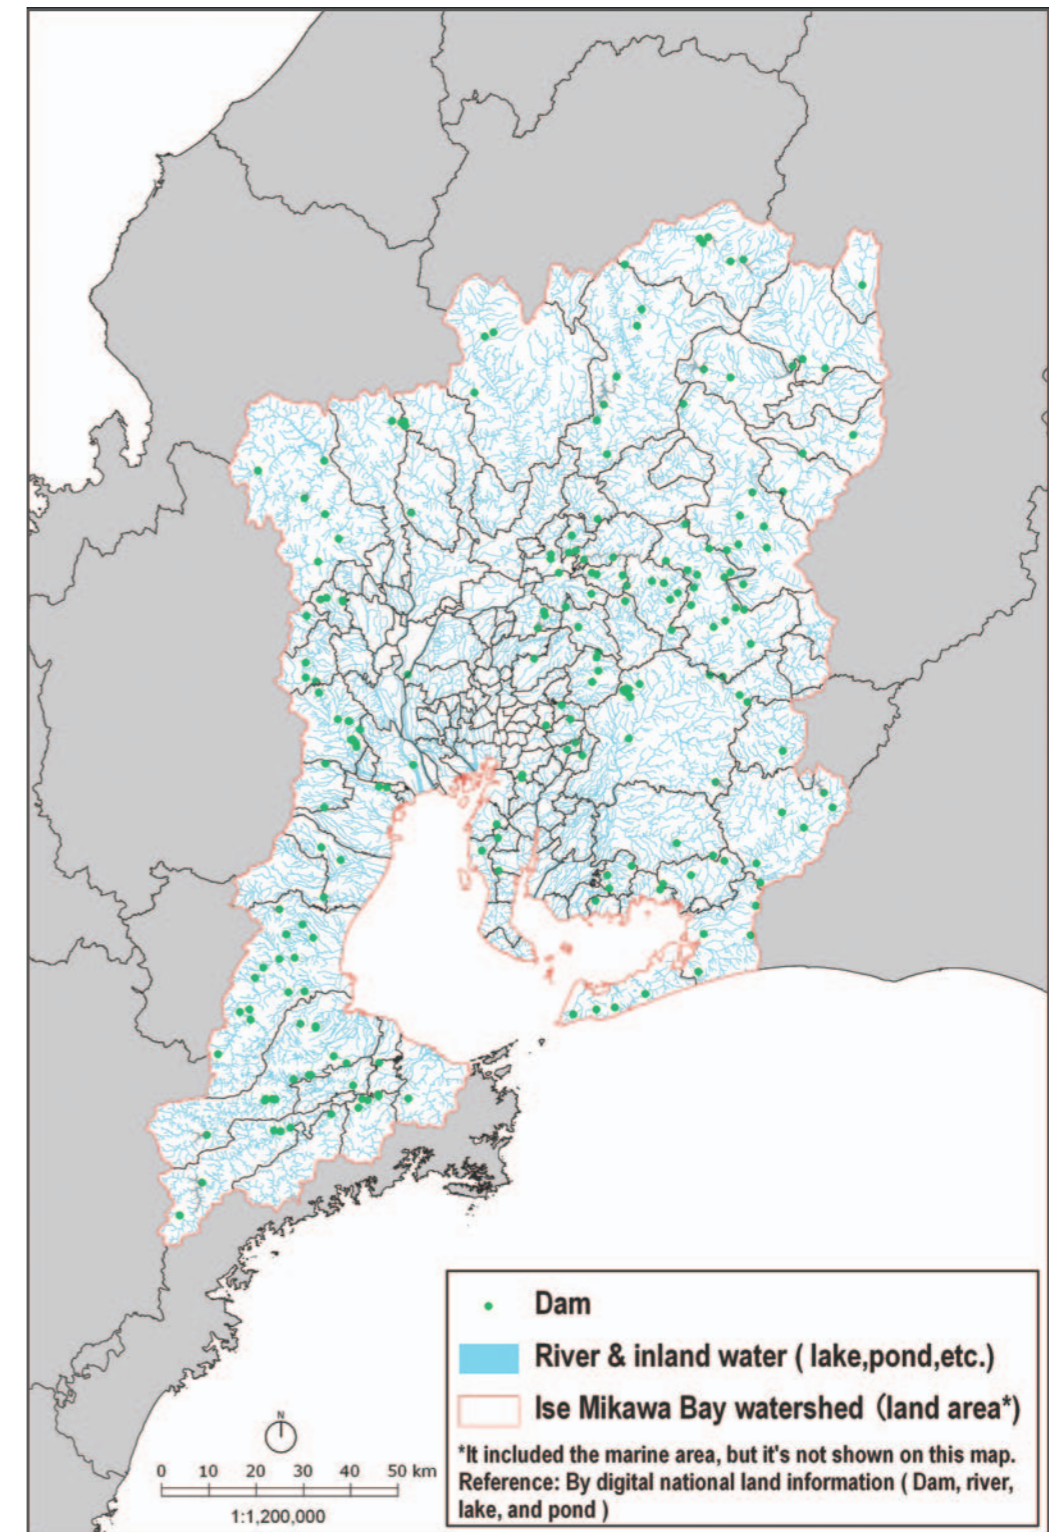 Dam
River & inland water ( lake,pond,etc.)
Ise Mikawa Bay watershed (land area*)
*It included the marine area, but it's not shown on this map.
Reference: By digital national land information ( Dam, river,
lake, and pond )
N
0 10 20 30 40 50 km
1:1,200,000